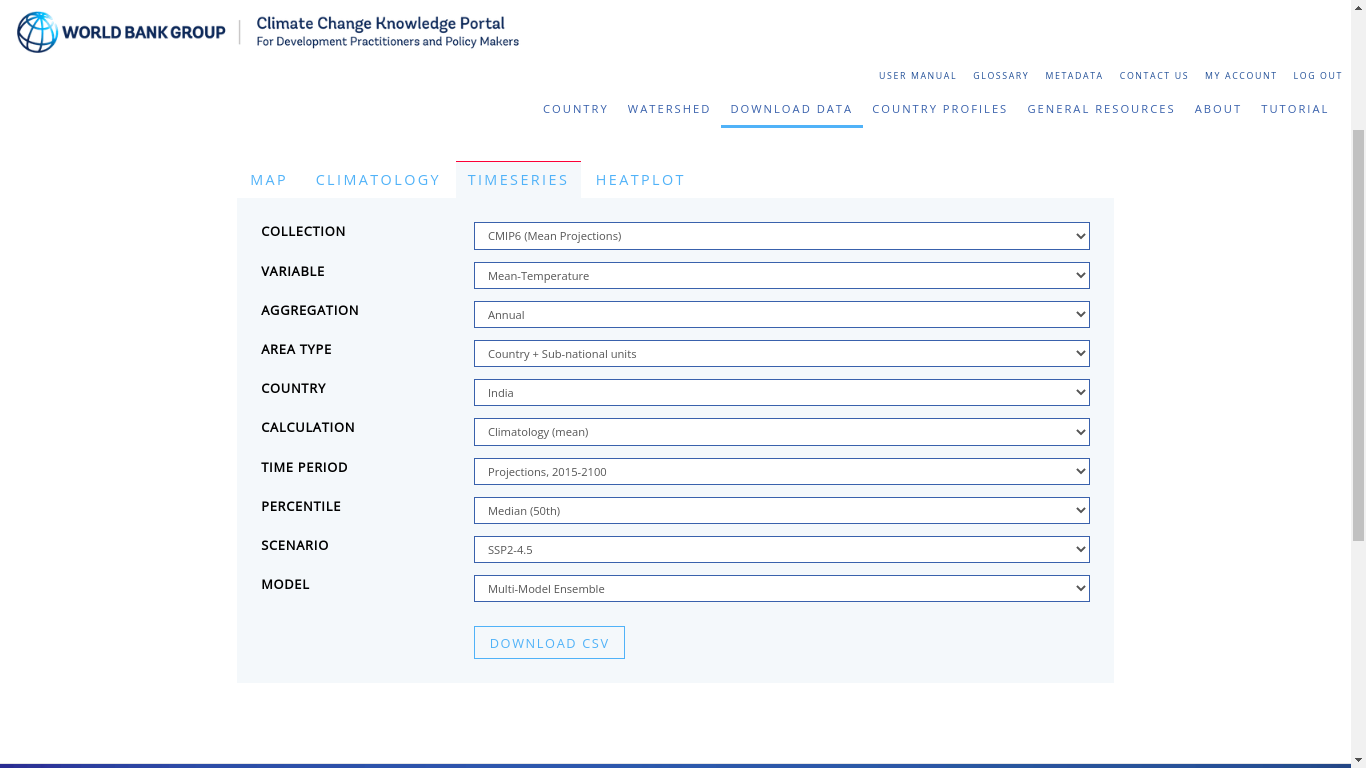 WORLD BANK GROUP
Climate Change Knowledge Portal
For Development Practitioners and Policy Makers
USER MANUAL GLOSSARY METADATA CONTACT US MY ACCOUNT LOG OUT
COUNTRY WATERSHED DOWNLOAD DATA COUNTRY PROFILES GENERAL RESOURCES ABOUT TUTORIAL
MAP CLIMATOLOGY TIMESERIES HEATPLOT
COLLECTION CMIP6 (Mean Projections)
VARIABLE Mean-Temperature
AGGREGATION Annual
AREA TYPE Country + Sub-national units
COUNTRY India
CALCULATION Climatology (mean)
TIME PERIOD Projections, 2015-2100
PERCENTILE Median (50th)
SCENARIO SSP2-4.5
MODEL Multi-Model Ensemble
DOWNLOAD CSV